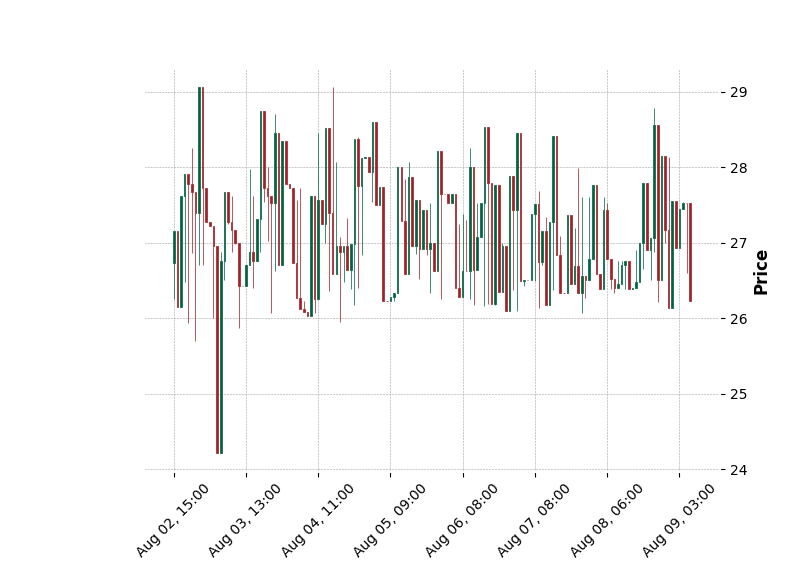 29
28
27
26
25
24
Price
Aug 02, 15:00
Aug 03, 13:00
Aug 04, 11:00
Aug 05, 09:00
Aug 06, 08:00
Aug 07, 08:00
Aug 08, 06:00
Aug 09, 03:00